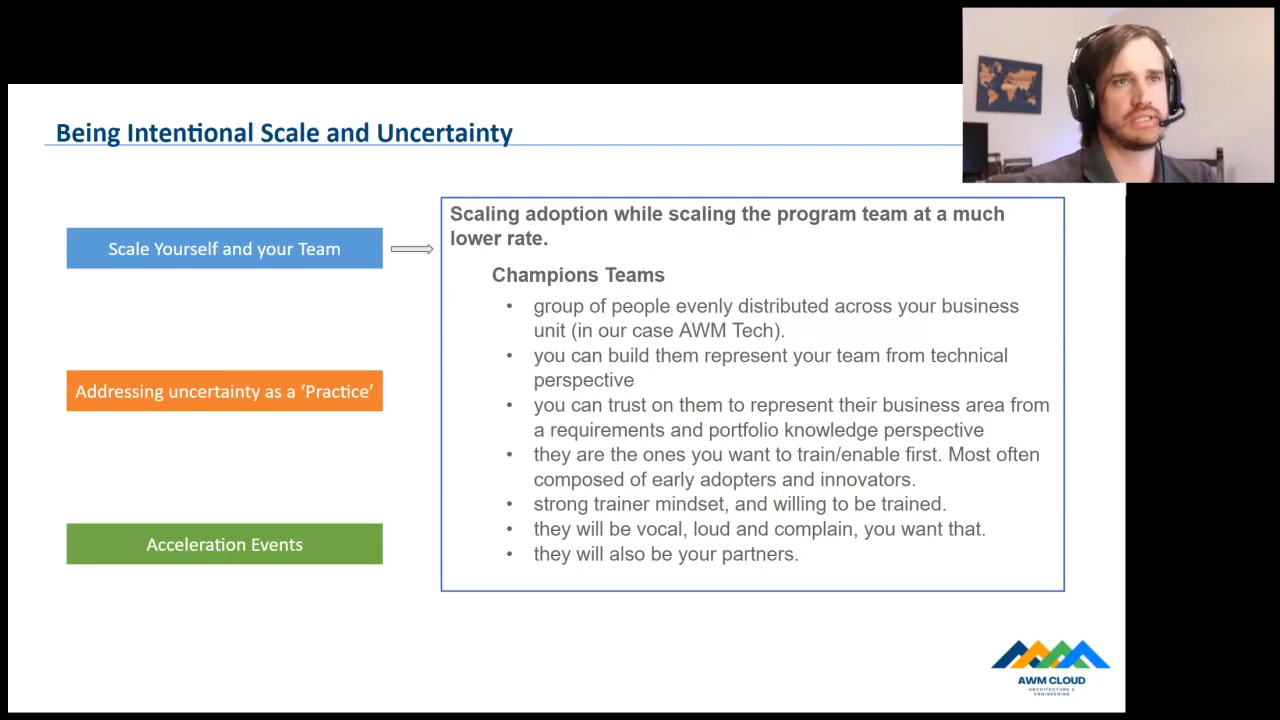 Being Intentional Scale and Uncertainty
Scale Yourself and your Team
Addressing uncertainty as a ‘Practice’
Acceleration Events
Scaling adoption while scaling the program team at a much
lower rate.
Champions Teams
• group of people evenly distributed across your business
unit (in our case AWM Tech).
• you can build them represent your team from technical
perspective
• you can trust on them to represent their business area from
a requirements and portfolio knowledge perspective
• they are the ones you want to train/enable first. Most often
composed of early adopters and innovators.
• strong trainer mindset, and willing to be trained.
• they will be vocal, loud and complain, you want that.
• they will also be your partners.
AWM CLOUD
ARCHITECTURE &
ENGINEERING